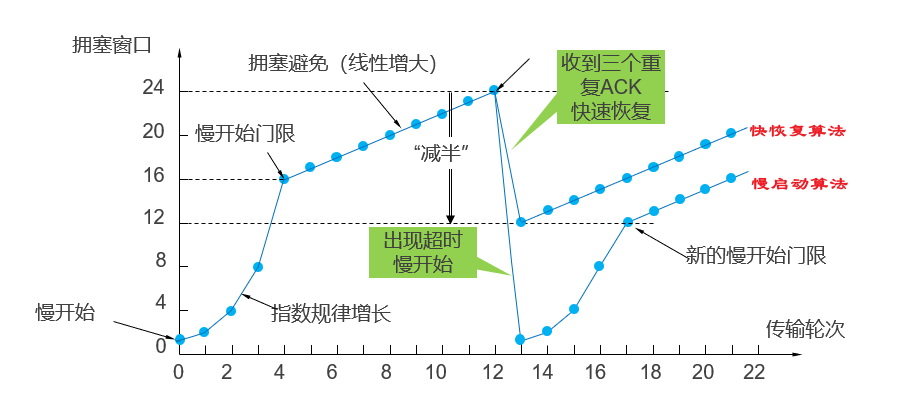 拥塞窗口
拥塞避免（线性增大）
收到三个重
复ACK
快速恢复
24
20
慢开始门限
快恢复算法
“减半”
16
慢启动算法
12
出现超时
慢开始
新的慢开始门限
8
4
慢开始
指数规律增长
传输轮次
0
0 2 4 6 8 10 12 14 16 18 20 22